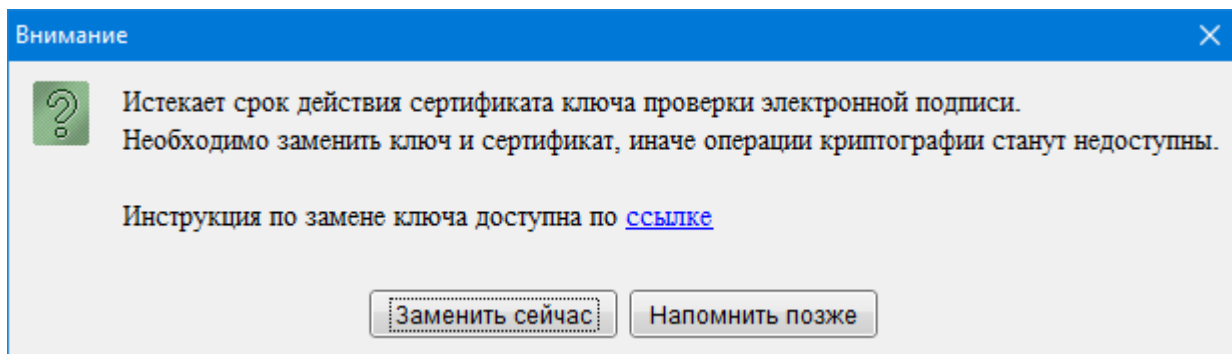 Внимание
Истекает срок действия сертификата ключа проверки электронной подписи.
Необходимо заменить ключ и сертификат, иначе операции криптографии станут недоступны.
Инструкция по замене ключа доступна по ссылке
Заменить сейчас
Напомнить позже